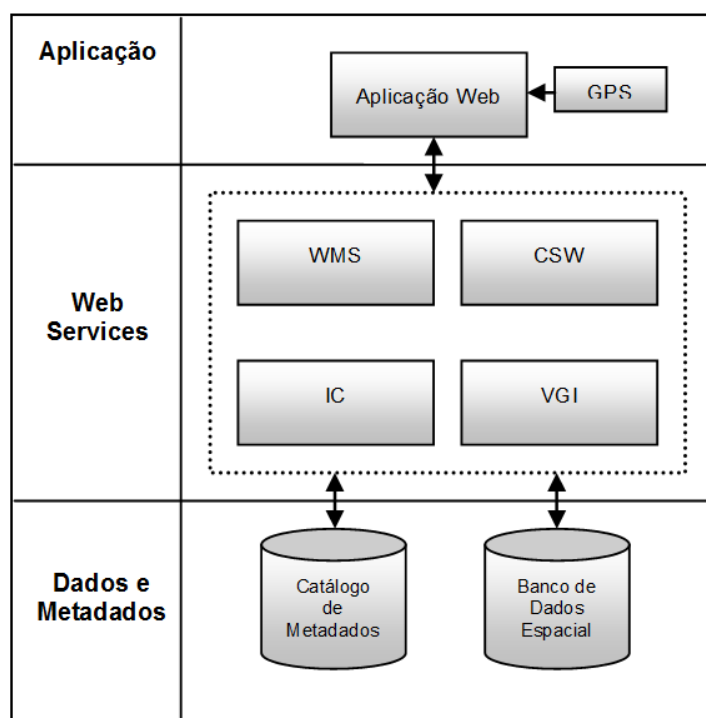 Aplicação
Aplicação Web
GPS
Web
Services
WMS
CSW
IC
VGI
Dados e
Metadados
Catálogo
de
Metadados
Banco de
Dados
Espacial